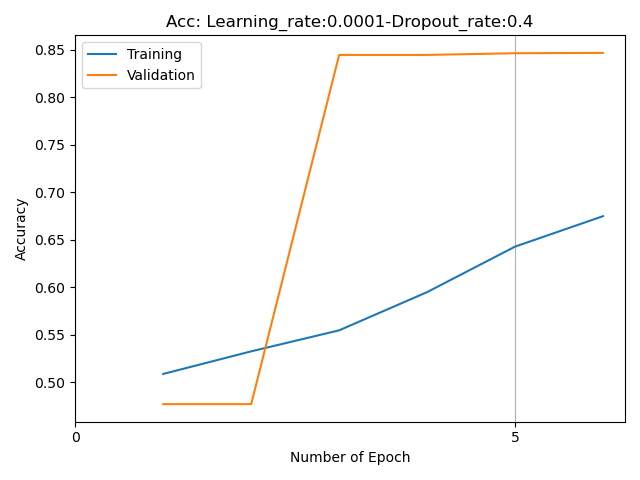 Acc: Learning_rate:0.0001-Dropout_rate:0.4
Training
Validation
0.85
0.80
0.75
0.70
0.65
0.60
0.55
0.50
Accuracy
0
5
Number of Epoch